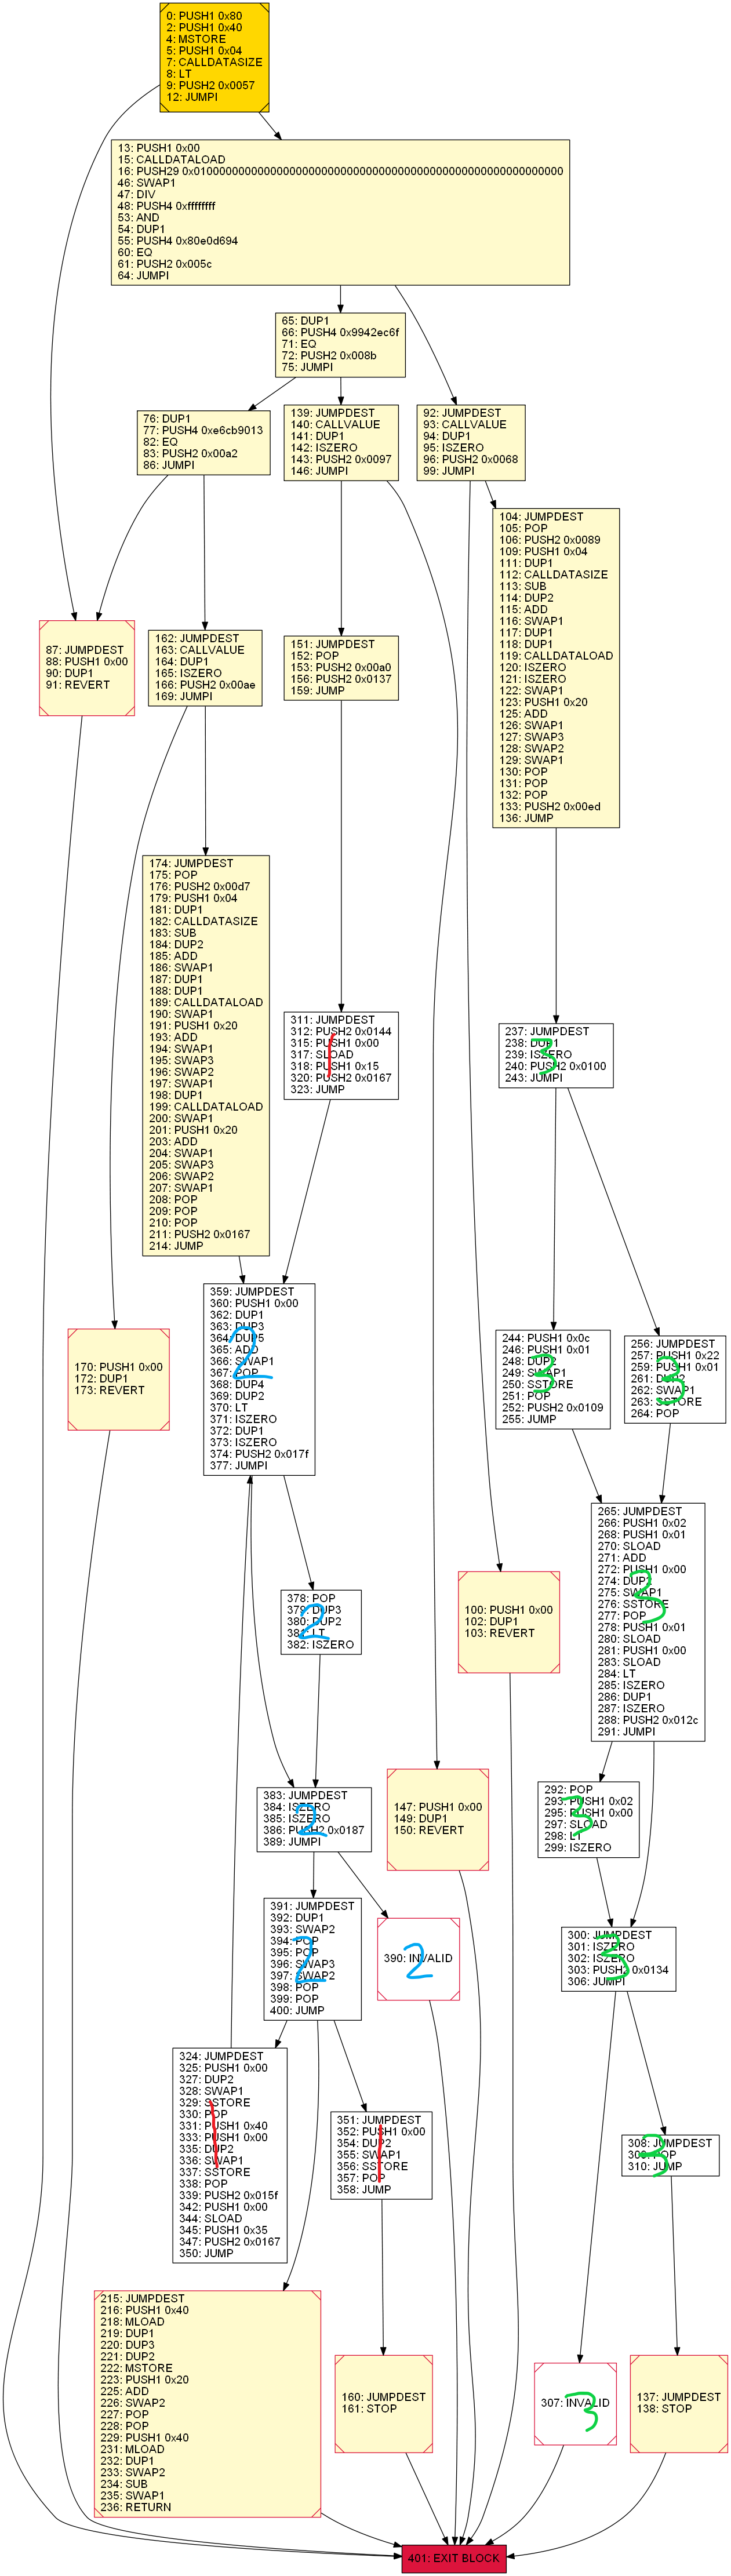 0: PUSH1 0x80
2: PUSH1 0x40
4: MSTORE
5: PUSH1 0x04
7: CALLDATASIZE
8: LT
9: PUSH2 0x0057
12: JUMPI
13: PUSH1 0x00
15: CALLDATALOAD
16: PUSH29 0x0100000000000000000000000000000000000000000000000000000000
46: SWAP1
47: DIV
48: PUSH4 0xffffffff
53: AND
54: DUP1
55: PUSH4 0x80e0d694
60: EQ
61: PUSH2 0x005c
64: JUMPI
65: DUP1
66: PUSH4 0x9942ec6f
71: EQ
72: PUSH2 0x008b
75: JUMPI
76: DUP1
77: PUSH4 0xe6cb9013
82: EQ
83: PUSH2 0x00a2
86: JUMPI
139: JUMPDEST
140: CALLVALUE
141: DUP1
142: ISZERO
143: PUSH2 0x0097
146: JUMPI
92: JUMPDEST
93: CALLVALUE
94: DUP1
95: ISZERO
96: PUSH2 0x0068
99: JUMPI
104: JUMPDEST
105: POP
106: PUSH2 0x0089
109: PUSH1 0x04
111: DUP1
112: CALLDATASIZE
113: SUB
114: DUP2
115: ADD
116: SWAP1
117: DUP1
118: DUP1
119: CALLDATALOAD
120: ISZERO
121: ISZERO
122: SWAP1
123: PUSH1 0x20
125: ADD
126: SWAP1
127: SWAP3
128: SWAP2
129: SWAP1
130: POP
131: POP
132: POP
133: PUSH2 0x00ed
136: JUMP
87: JUMPDEST
88: PUSH1 0x00
90: DUP1
91: REVERT
162: JUMPDEST
163: CALLVALUE
164: DUP1
165: ISZERO
166: PUSH2 0x00ae
169: JUMPI
151: JUMPDEST
152: POP
153: PUSH2 0x00a0
156: PUSH2 0x0137
159: JUMP
174: JUMPDEST
175: POP
176: PUSH2 0x00d7
179: PUSH1 0x04
181: DUP1
182: CALLDATASIZE
183: SUB
184: DUP2
185: ADD
186: SWAP1
187: DUP1
188: DUP1
189: CALLDATALOAD
190: SWAP1
191: PUSH1 0x20
193: ADD
194: SWAP1
195: SWAP3
196: SWAP2
197: SWAP1
198: DUP1
199: CALLDATALOAD
200: SWAP1
201: PUSH1 0x20
203: ADD
204: SWAP1
205: SWAP3
206: SWAP2
207: SWAP1
208: POP
209: POP
210: POP
211: PUSH2 0x0167
214: JUMP
311: JUMPDEST
312: PUSH2 0x0144
315: PUSH1 0x00
317: SLOAD
318: PUSH1 0x15
320: PUSH2 0x0167
323: JUMP
237: JUMPDEST
238: DUP
239: ISZERO
240: PUSH2 0x0100
243: JUMPI
3
359: JUMPDEST
360: PUSH1 0x00
362: DUP1
363: DUP3
364: DUP5
365: ADD
366: SWAP1
367: POP
368: DUP4
369: DUP2
370: LT
371: ISZERO
372: DUP1
373: ISZERO
374: PUSH2 0x017f
377: JUMPI
2
170: PUSH1 0x00
172: DUP1
173: REVERT
244: PUSH1 0x0c
246: PUSH1 0x01
248: DUP
249: SWAP1
250: SSTORE
251: POP
252: PUSH2 0x0109
255: JUMP
3
256: JUMPDEST
257: PUSH1 0x22
259: PUSH1 0x01
261: D
262: SWAP1
263: SSTORE
264: POP
3
265: JUMPDEST
266: PUSH1 0x02
268: PUSH1 0x01
270: SLOAD
271: ADD
272: PUSH1 0x00
274: DUP
275: SWAP1
276: SSTORE
277: POP
278: PUSH1 0x01
280: SLOAD
281: PUSH1 0x00
283: SLOAD
284: LT
285: ISZERO
286: DUP1
287: ISZERO
288: PUSH2 0x012c
291: JUMPI
3
378: POP
379: DUP3
380: DUP2
381: LT
382: ISZERO
2
100: PUSH1 0x00
102: DUP1
103: REVERT
147: PUSH1 0x00
149: DUP1
150: REVERT
292: POP
293: PUSH1 0x02
295: PUSH1 0x00
297: SLOAD
298: LT
299: ISZERO
3
383: JUMPDEST
384: ISZERO
385: ISZERO
386: PUSH2 0x0187
389: JUMPI
2
391: JUMPDEST
392: DUP1
393: SWAP2
394: POP
395: POP
396: SWAP3
397: SWAP2
398: POP
399: POP
400: JUMP
2
390: INVALID
2
300: JUMPDEST
301: ISZERO
302: ISZERO
303: PUSH2 0x0134
306: JUMPI
3
324: JUMPDEST
325: PUSH1 0x00
327: DUP2
328: SWAP1
329: SSTORE
330: POP
331: PUSH1 0x40
333: PUSH1 0x00
335: DUP2
336: SWAP1
337: SSTORE
338: POP
339: PUSH2 0x015f
342: PUSH1 0x00
344: SLOAD
345: PUSH1 0x35
347: PUSH2 0x0167
350: JUMP
351: JUMPDEST
352: PUSH1 0x00
354: DUP2
355: SWAP1
356: SSTORE
357: POP
358: JUMP
308: JUMPDEST
309: POP
310: JUMP
3
215: JUMPDEST
216: PUSH1 0x40
218: MLOAD
219: DUP1
220: DUP3
221: DUP2
222: MSTORE
223: PUSH1 0x20
225: ADD
226: SWAP2
227: POP
228: POP
229: PUSH1 0x40
231: MLOAD
232: DUP1
233: SWAP2
234: SUB
235: SWAP1
236: RETURN
160: JUMPDEST
161: STOP
307: INVALID
3
137: JUMPDEST
138: STOP
401: EXIT BLOCK